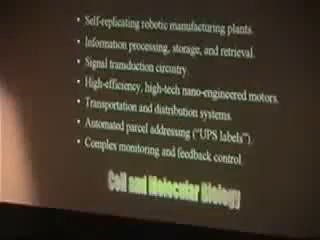 • Self-replicating robotic manufacturing plants.
• Information processing, storage, and retrieval.
• Signal transduction circuitry.
• High-efficiency, high-tech nano-engineered motors.
• Transportation and distribution systems.
• Automated parcel addressing ("UPS labels").
• Complex monitoring and feedback control.
Cell and Molecular Biology